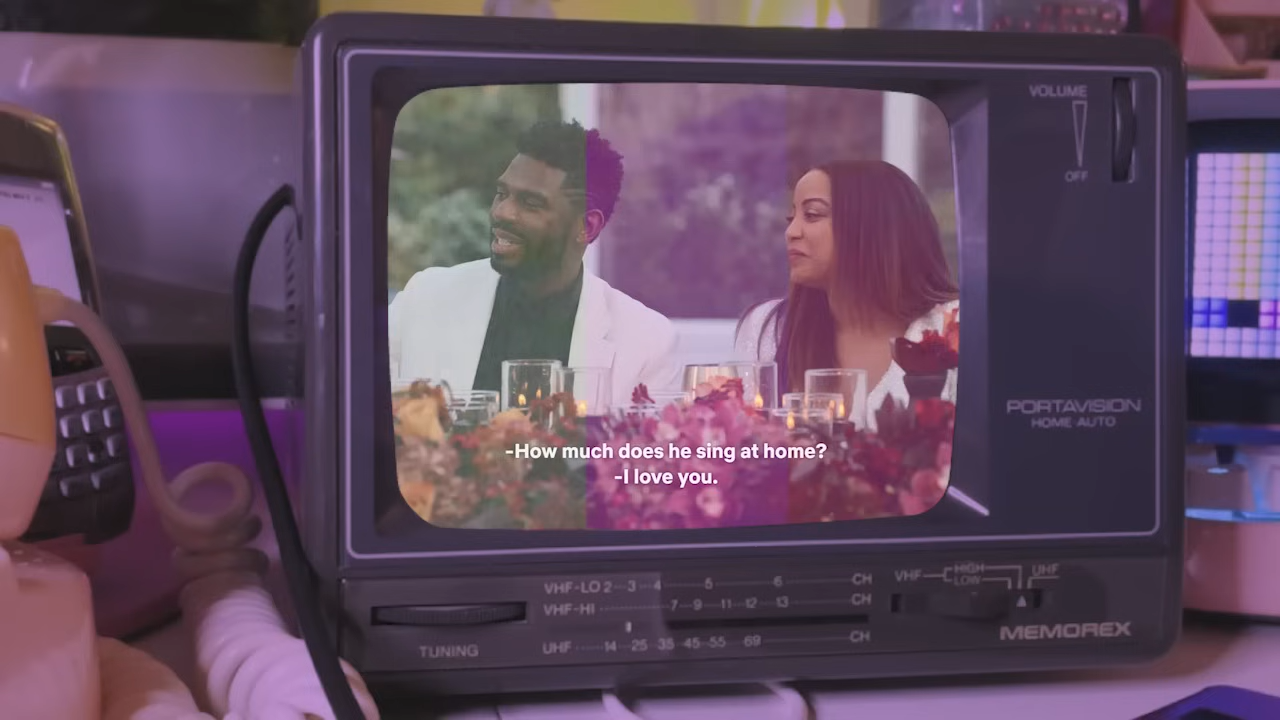 VOLUME
OFF
-How much does he sing at home?
-I love you.
PORTAVISION
HOME·AUTO
VHF-LO 2 3 4 5 6 CH
VHF-HI 7 9 11 12 13 CH
UHF 14 25 35 45 55 69 CH
TUNING
VHF HIGH LOW UHF
MEMOREX